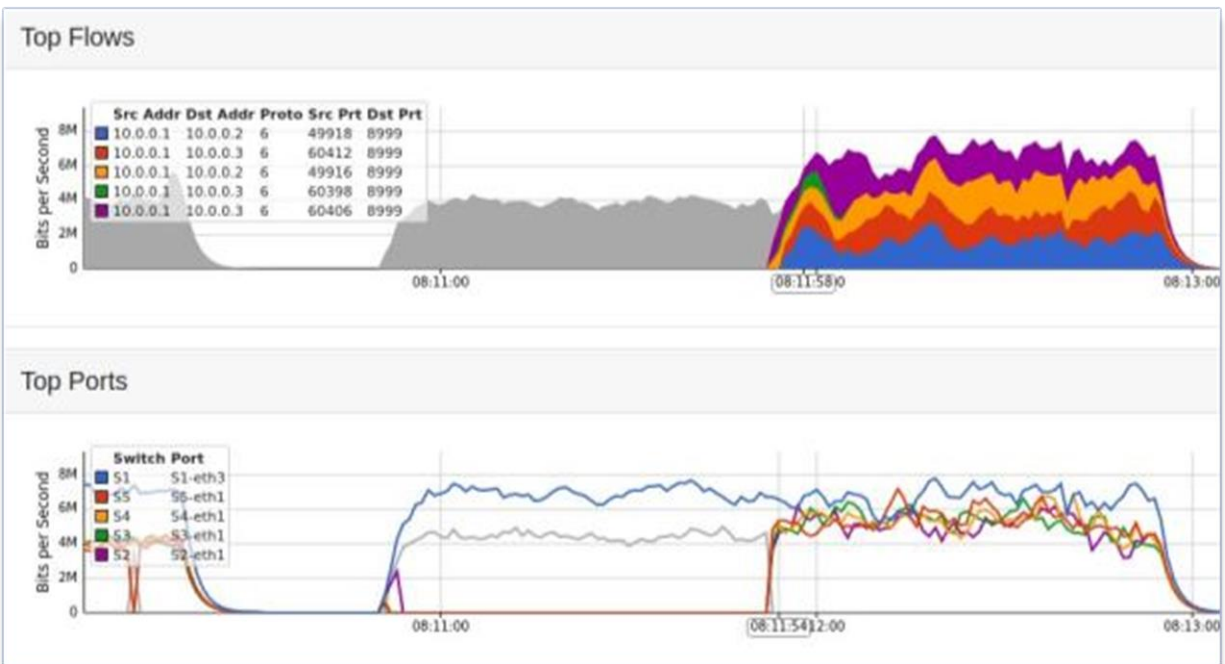 Top Flows
Bits per Second
8M
6M
4M
2M
0
Src Addr Dst Addr Proto Src Prt Dst Prt
10.0.0.1 10.0.0.2 6 49918 8999
10.0.0.1 10.0.0.3 6 60412 8999
10.0.0.1 10.0.0.2 6 49916 8999
10.0.0.1 10.0.0.3 6 60398 8999
10.0.0.1 10.0.0.3 6 60406 8999
08:11:00
08:11:58
08:13:00
Top Ports
Bits per Second
8M
6M
4M
2M
0
Switch Port
S1 S1-eth3
S5 S5-eth1
S4 S4-eth1
S3 S3-eth1
S2 S2-eth1
08:11:00
08:11:54
12:00
08:13:00